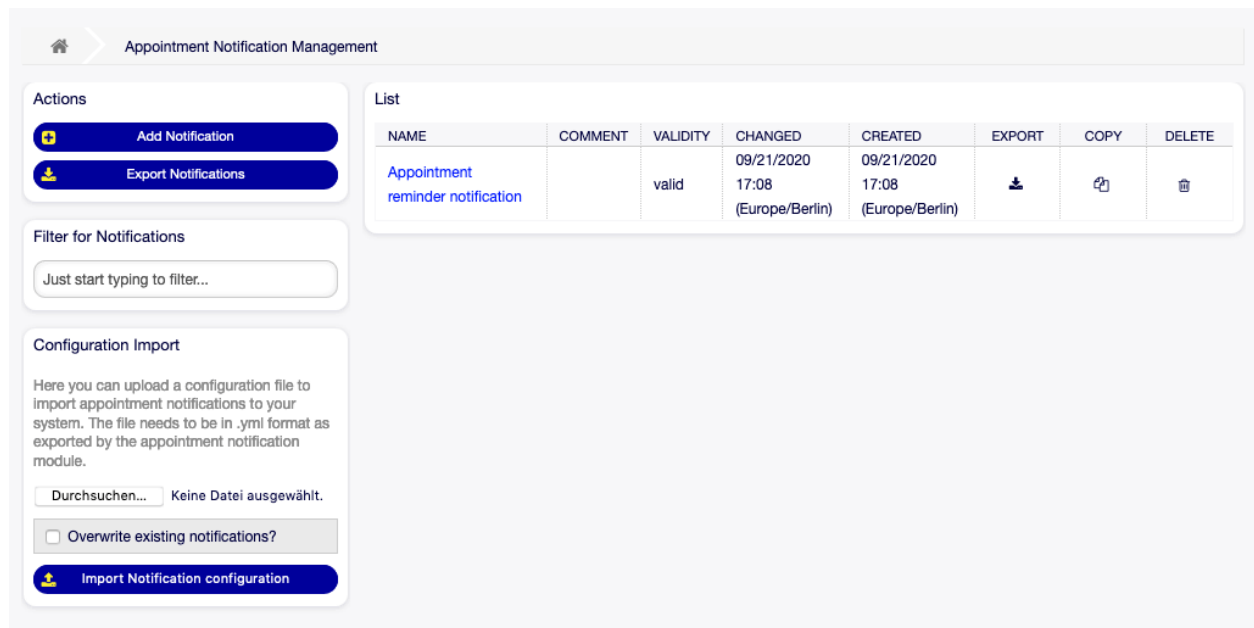 Appointment Notification Management
Actions
Add Notification
Export Notifications
Filter for Notifications
Just start typing to filter...
Configuration Import
Here you can upload a configuration file to
import appointment notifications to your
system. The file needs to be in .yml format as
exported by the appointment notification
module.
Durchsuchen... Keine Datei ausgewählt.
Overwrite existing notifications?
Import Notification configuration
List
NAME COMMENT VALIDITY CHANGED CREATED EXPORT COPY DELETE
Appointment reminder notification valid 09/21/2020 17:08 (Europe/Berlin) 09/21/2020 17:08 (Europe/Berlin)